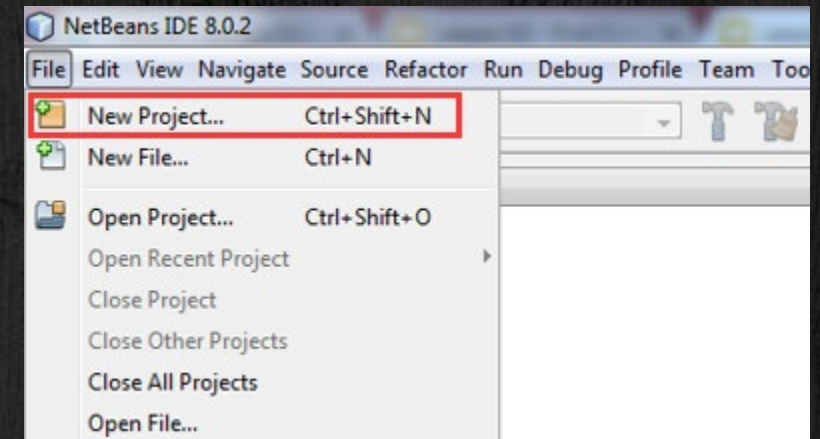 NetBeans IDE 8.0.2
File Edit View Navigate Source Refactor Run Debug Profile Team Too
New Project... Ctrl+Shift+N
New File... Ctrl+N
Open Project... Ctrl+Shift+O
Open Recent Project
Close Project
Close Other Projects
Close All Projects
Open File...